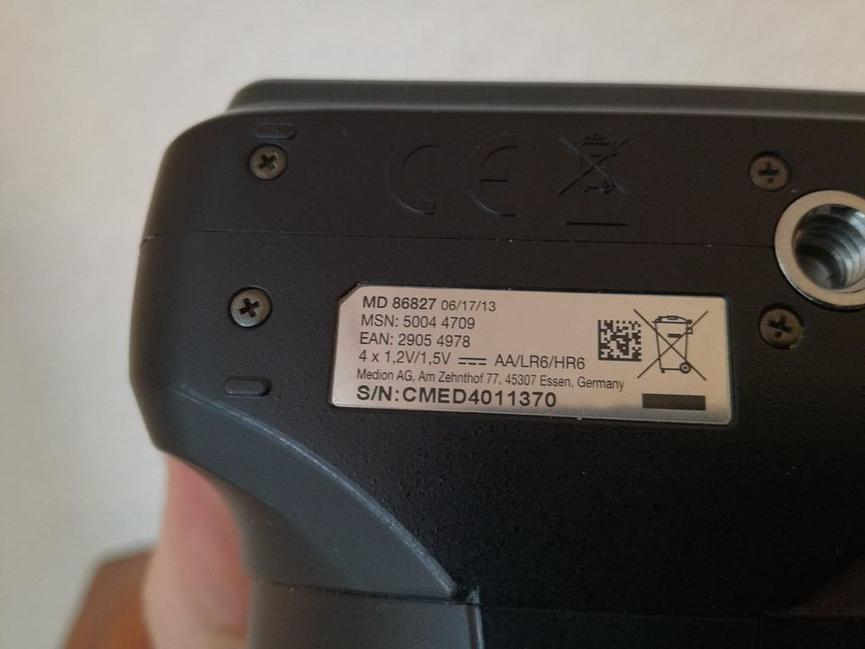 CE
MD 86827 06/17/13
MSN: 5004 4709
EAN: 2905 4978
4 x 1,2V/1,5V AA/LR6/HR6
Medion AG, Am Zehnthof 77, 45307 Essen, Germany
S/N:CMED4011370